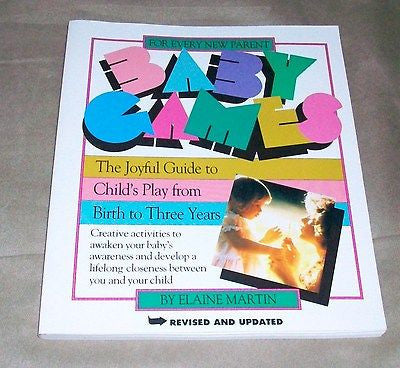 FOR EVERY NEW PARENT
BABY
GAMES
The Joyful Guide to
Child's Play from
Birth to Three Years
Creative activities to
awaken your baby's
awareness and develop a
lifelong closeness between
you and your child
BY ELAINE MARTIN
REVISED AND UPDATED